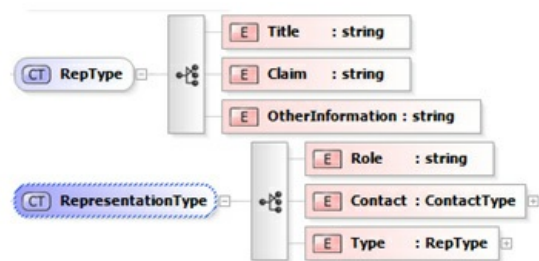 E Title : string
CT RepType
E Claim : string
E OtherInformation : string
E Role : string
CT RepresentationType
E Contact : ContactType
E Type : RepType